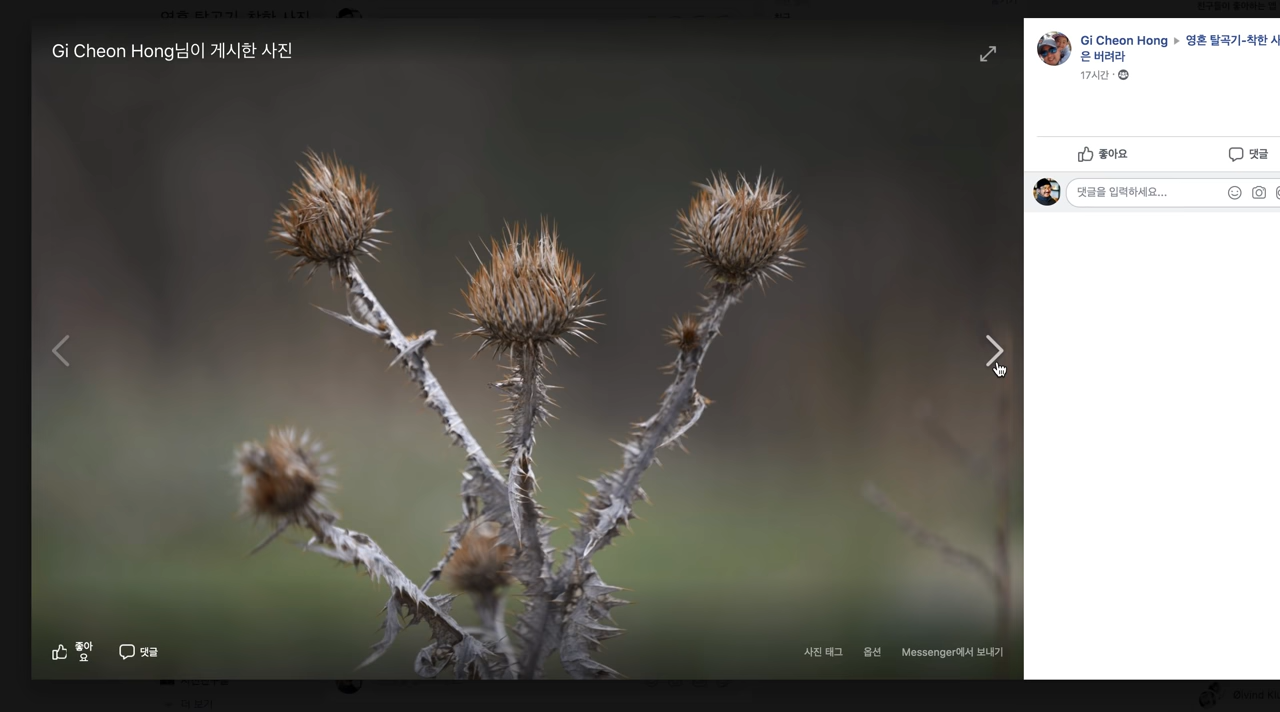 Gi Cheon Hong님이 게시한 사진
Gi Cheon Hong ▶ 영혼 탈곡기-착한 사
은 버려라
17시간 ·
좋아요
댓글
댓글을 입력하세요...
좋아
요
댓글
사진 태그
옵션
Messenger에서 보내기